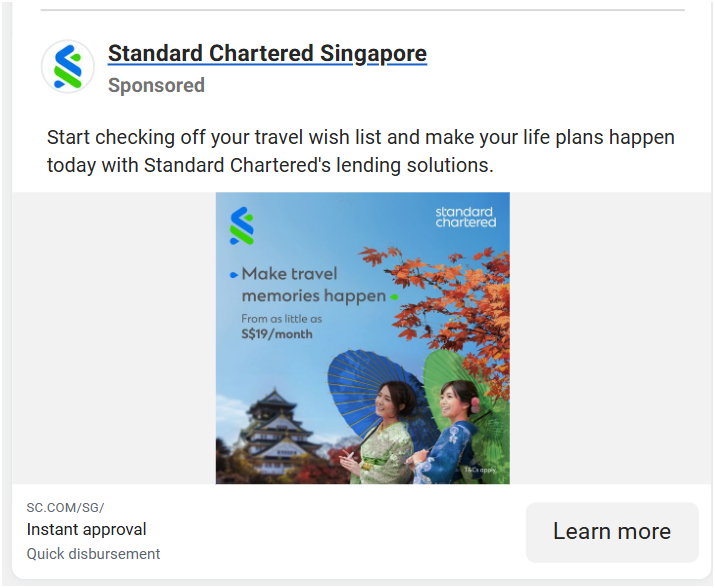 Standard Chartered Singapore
Sponsored
Start checking off your travel wish list and make your life plans happen
today with Standard Chartered's lending solutions.
standard
chartered
Make travel
memories happen
From as little as
S$19/month
T&Cs apply.
SC.COM/SG/
Instant approval
Quick disbursement
Learn more